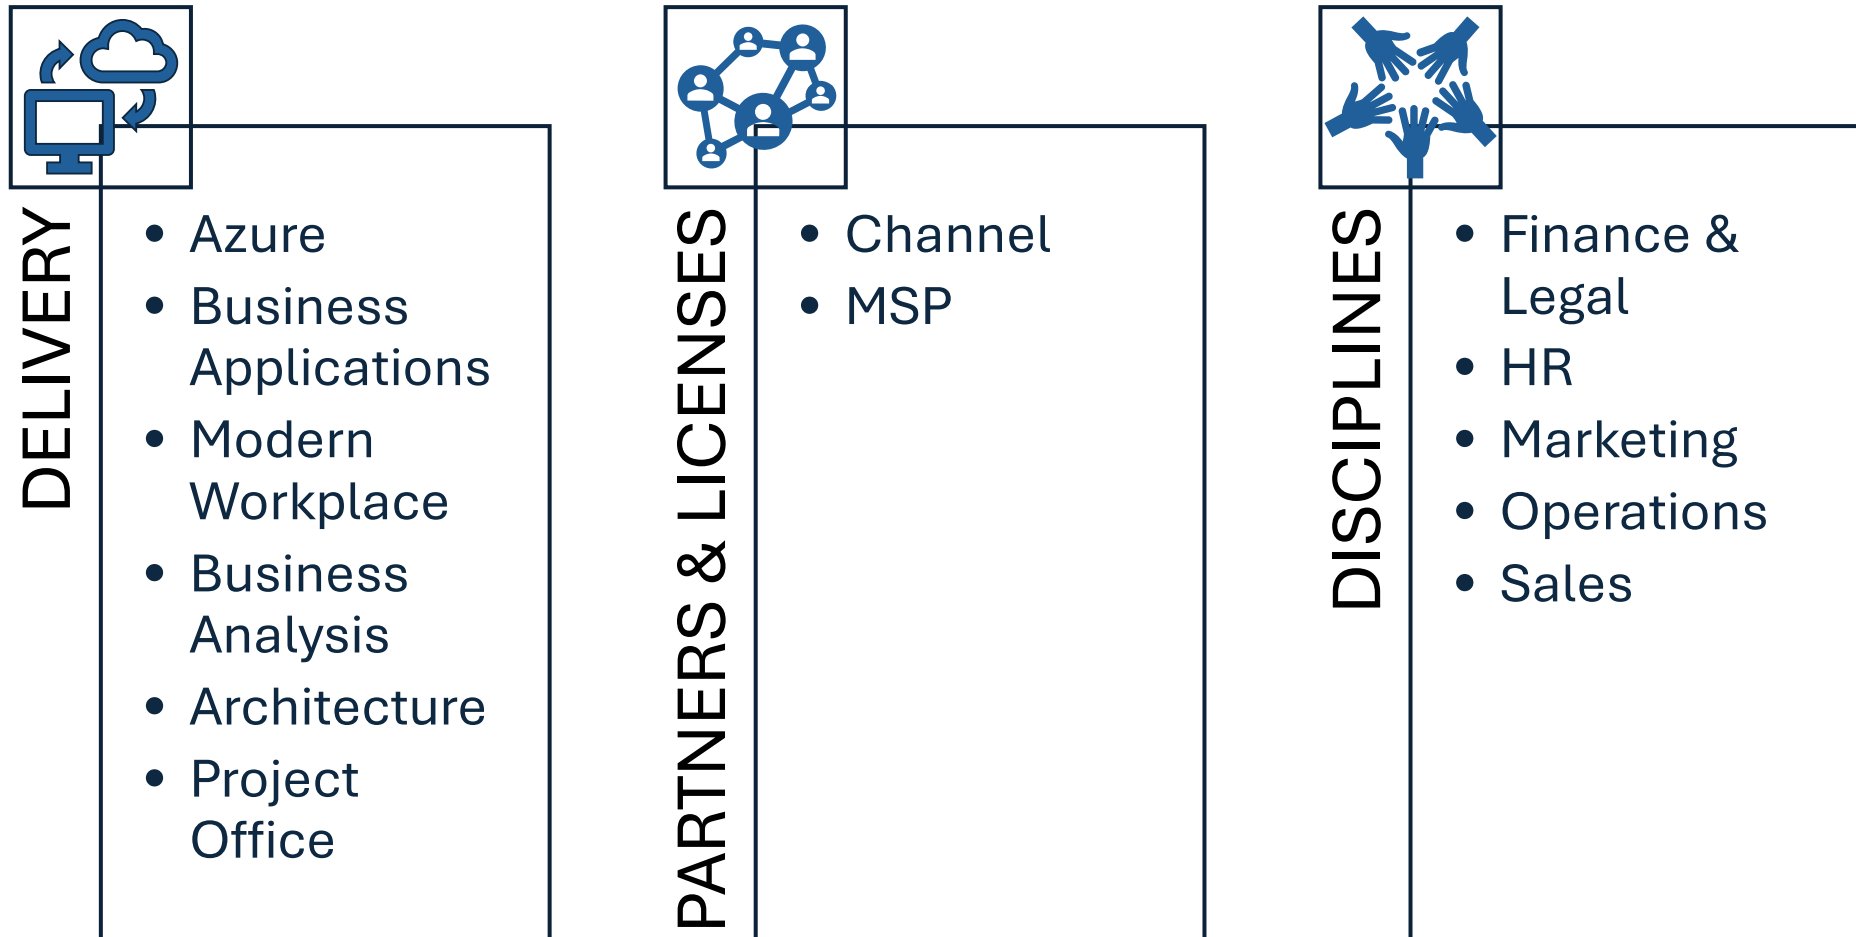 DELIVERY
• Azure
• Business
Applications
• Modern
Workplace
• Business
Analysis
• Architecture
• Project
Office
PARTNERS & LICENSES
• Channel
• MSP
DISCIPLINES
• Finance &
Legal
• HR
• Marketing
• Operations
• Sales